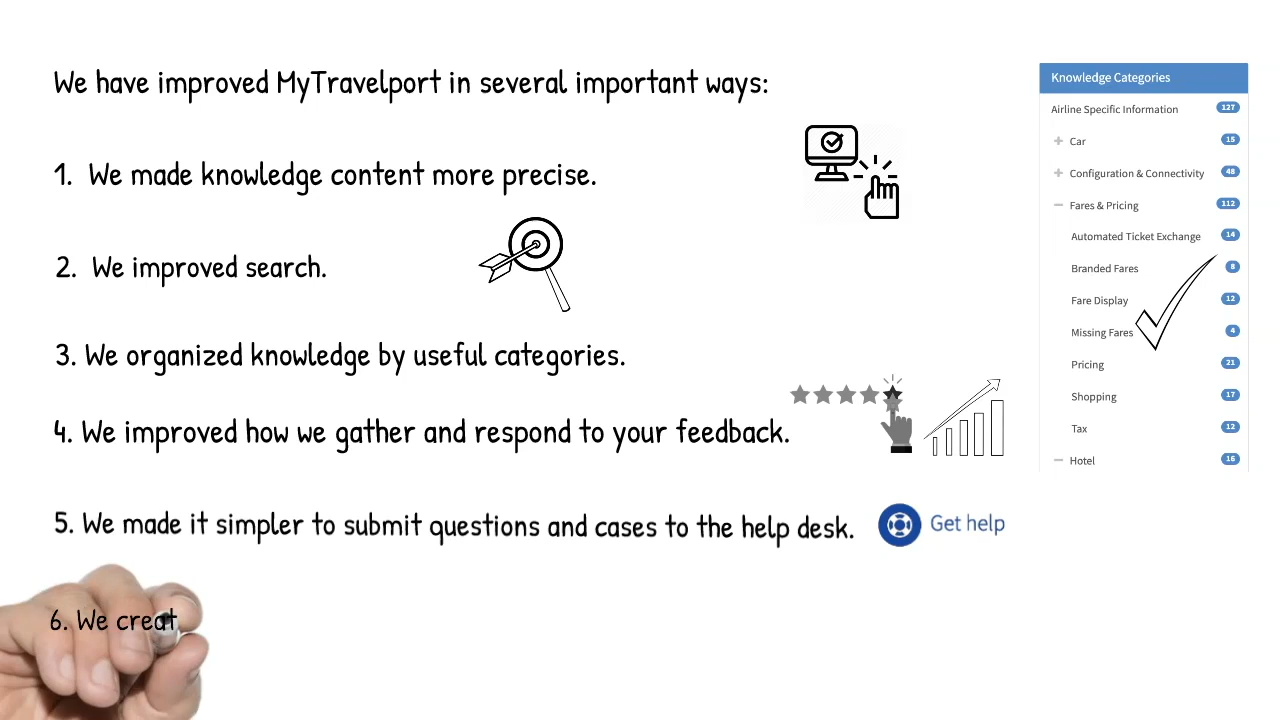 We have improved MyTravelport in several important ways:
1. We made knowledge content more precise.
2. We improved search.
3. We organized knowledge by useful categories.
4. We improved how we gather and respond to your feedback.
5. We made it simpler to submit questions and cases to the help desk.
Get help
6. We creat
Knowledge Categories
Airline Specific Information 127
Car 15
Configuration & Connectivity 48
Fares & Pricing 112
Automated Ticket Exchange 14
Branded Fares 8
Fare Display 12
Missing Fares 4
Pricing 21
Shopping 17
Tax 12
Hotel 16